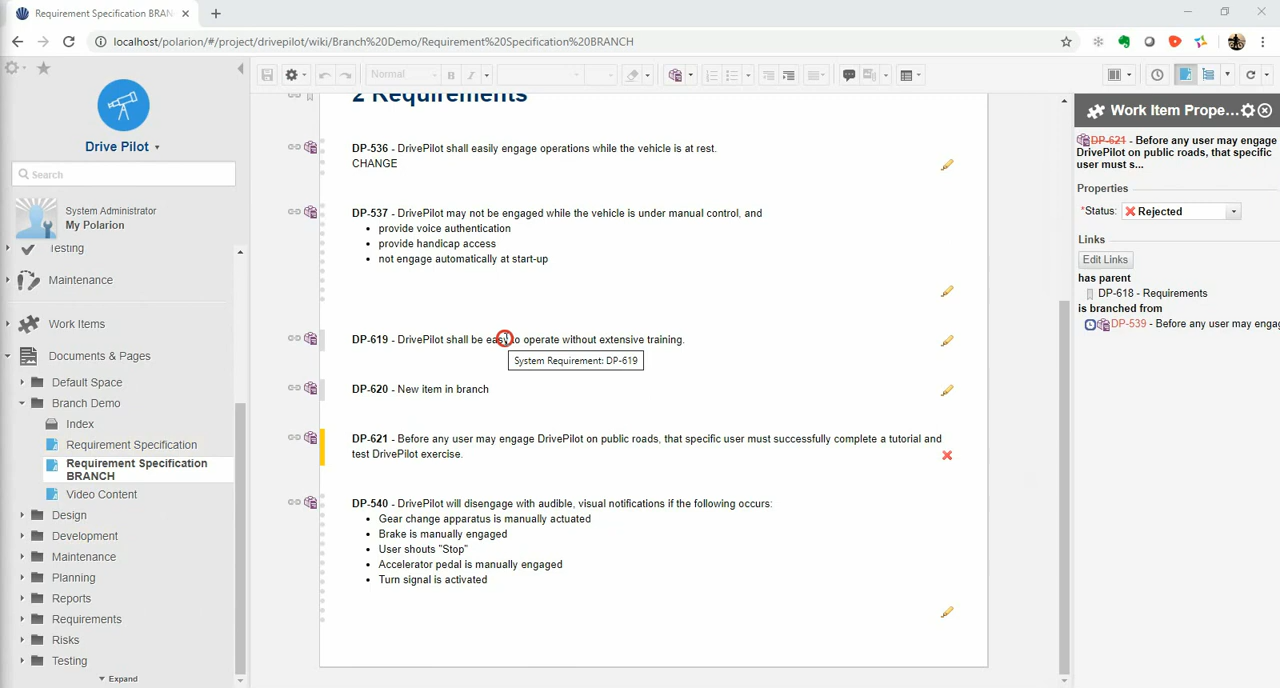 Requirement Specification BRAN
localhost/polarion/#/project/drivepilot/wiki/Branch%20Demo/Requirement%20Specification%20BRANCH
Normal
B I
Drive Pilot
Search
System Administrator
My Polarion
Testing
Maintenance
Work Items
Documents & Pages
Default Space
Branch Demo
Index
Requirement Specification
Requirement Specification
BRANCH
Video Content
Design
Development
Maintenance
Planning
Reports
Requirements
Risks
Testing
Expand
2 Requirements
DP-536 - DrivePilot shall easily engage operations while the vehicle is at rest.
CHANGE
DP-537 - DrivePilot may not be engaged while the vehicle is under manual control, and
• provide voice authentication
• provide handicap access
• not engage automatically at start-up
DP-619 - DrivePilot shall be easy to operate without extensive training.
System Requirement: DP-619
DP-620 - New item in branch
DP-621 - Before any user may engage DrivePilot on public roads, that specific user must successfully complete a tutorial and
test DrivePilot exercise.
DP-540 - DrivePilot will disengage with audible, visual notifications if the following occurs:
• Gear change apparatus is manually actuated
• Brake is manually engaged
• User shouts "Stop"
• Accelerator pedal is manually engaged
• Turn signal is activated
Work Item Prope...
DP-621 - Before any user may engage
DrivePilot on public roads, that specific
user must s...
Properties
*Status: Rejected
Links
Edit Links
has parent
DP-618 - Requirements
is branched from
DP-539 - Before any user may engag